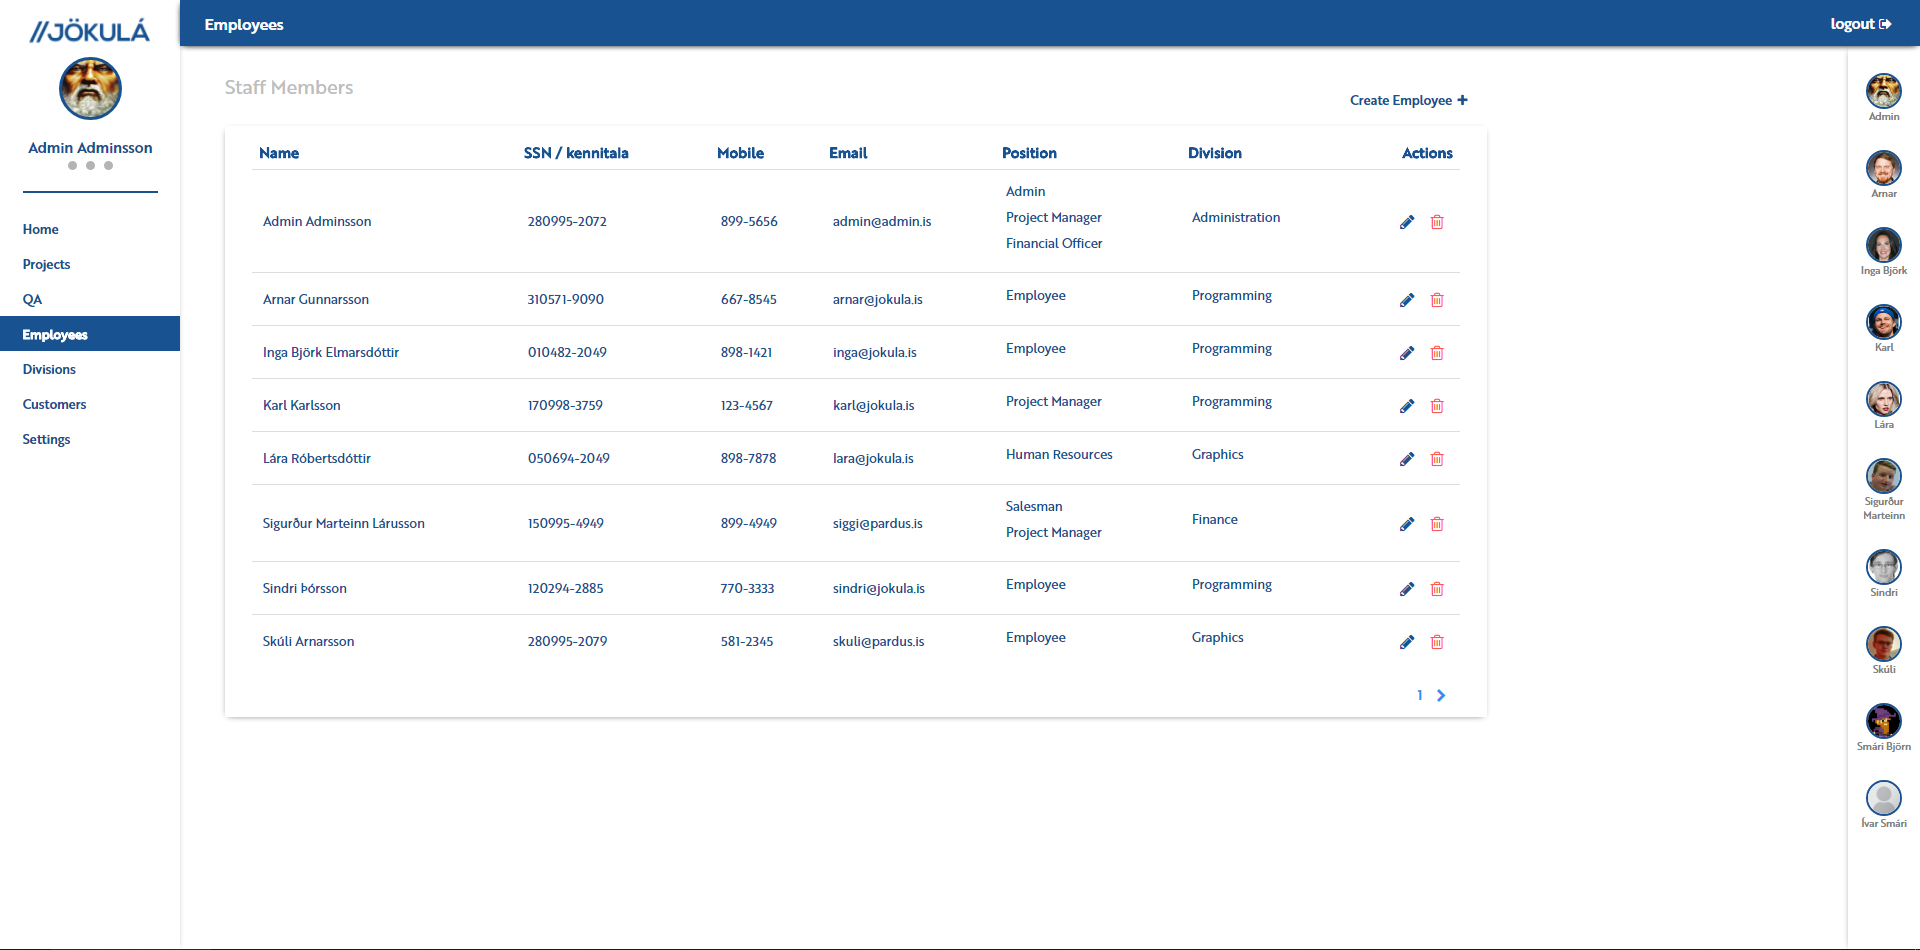 //JÖKULÁ
Admin Adminsson
Home
Projects
QA
Employees
Divisions
Customers
Settings
Employees
logout
Staff Members
Create Employee +
Name SSN / kennitala Mobile Email Position Division Actions
Admin Adminsson 280995-2072 899-5656 admin@admin.is Admin Administration
Project Manager
Financial Officer
Arnar Gunnarsson 310571-9090 667-8545 arnar@jokula.is Employee Programming
Inga Björk Elmarsdóttir 010482-2049 898-1421 inga@jokula.is Employee Programming
Karl Karlsson 170998-3759 123-4567 karl@jokula.is Project Manager Programming
Lára Róbertsdóttir 050694-2049 898-7878 lara@jokula.is Human Resources Graphics
Sigurður Marteinn Lárusson 150995-4949 899-4949 siggi@pardus.is Salesman Finance
Project Manager
Sindri Þórsson 120294-2885 770-3333 sindri@jokula.is Employee Programming
Skúli Arnarsson 280995-2079 581-2345 skuli@pardus.is Employee Graphics
1
Admin
Arnar
Inga Björk
Karl
Lára
Sigurður
Marteinn
Sindri
Skúli
Smári Björn
Ívar Smári